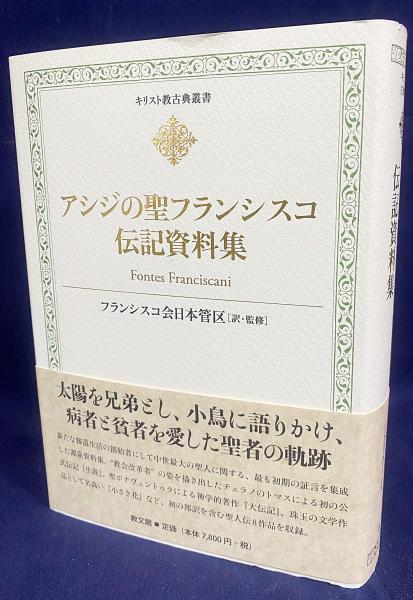 キリスト教古典叢書
アシジの聖フランシスコ
伝記資料集
Fontes Franciscani
フランシスコ会日本管区[訳・監修]
太陽を兄弟とし、小鳥に語りかけ、
病者と貧者を愛した聖者の軌跡
新たな修道生活の創始者にして中世最大の聖人に関する、最も初期の証言を集成
した源泉資料集。“教会改革者”の姿を描き出したチェラノのトマスによる初の公
式伝記『生涯』、聖ボナヴェントゥラによる神学的著作『大伝記』、珠玉の文学作
品として名高い『小さき花』など、初の邦訳を含む聖人伝8作品を収録。
教文館■定価(本体7,800円+税)
伝記資料集